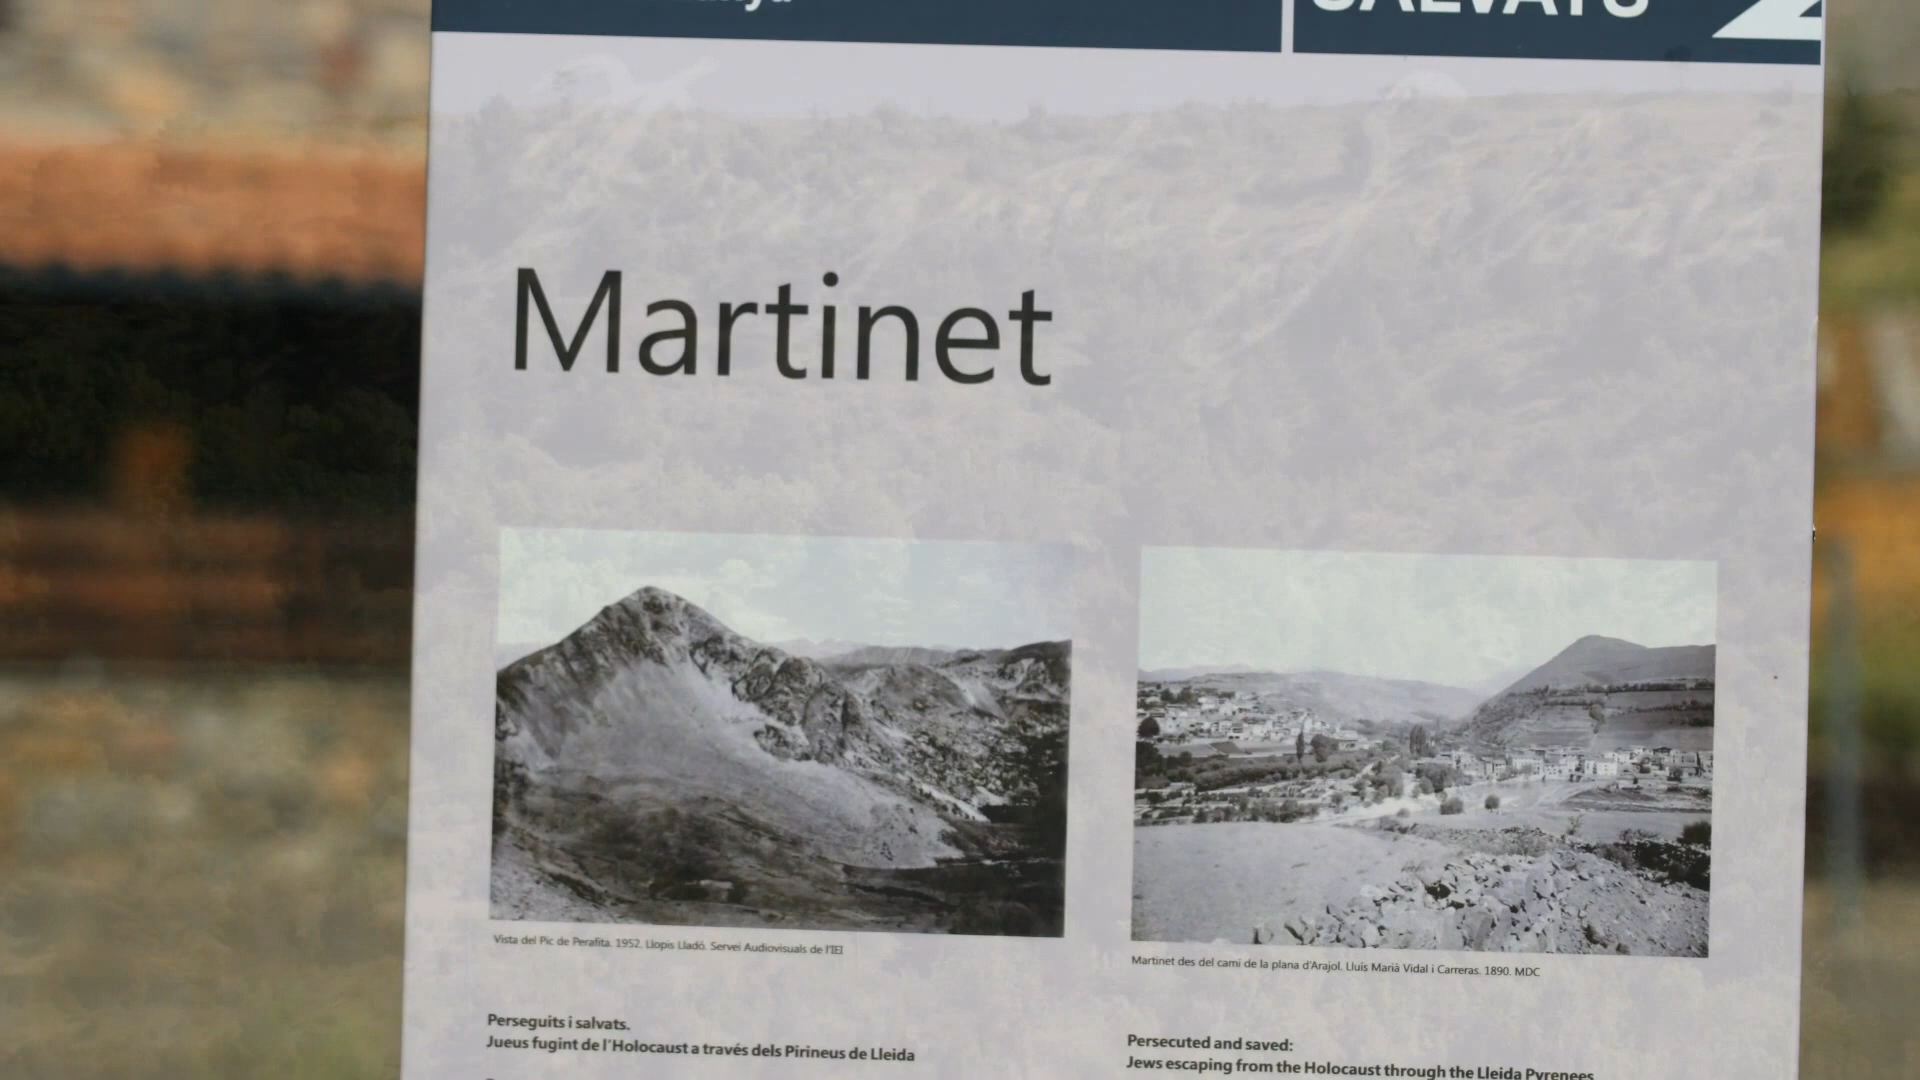 SALVATS
Martinet
Vista del Pic de Perafita. 1952. Llopis Lladó. Servei Audiovisuals de l'IEI
Martinet des del cami de la plana d'Arajol. Lluís Marià Vidal i Carreras. 1890. MDC
Perseguits i salvats.
Jueus fugint de l'Holocaust a través dels Pirineus de Lleida
Persecuted and saved:
Jews escaping from the Holocaust through the Lleida Pyrenees